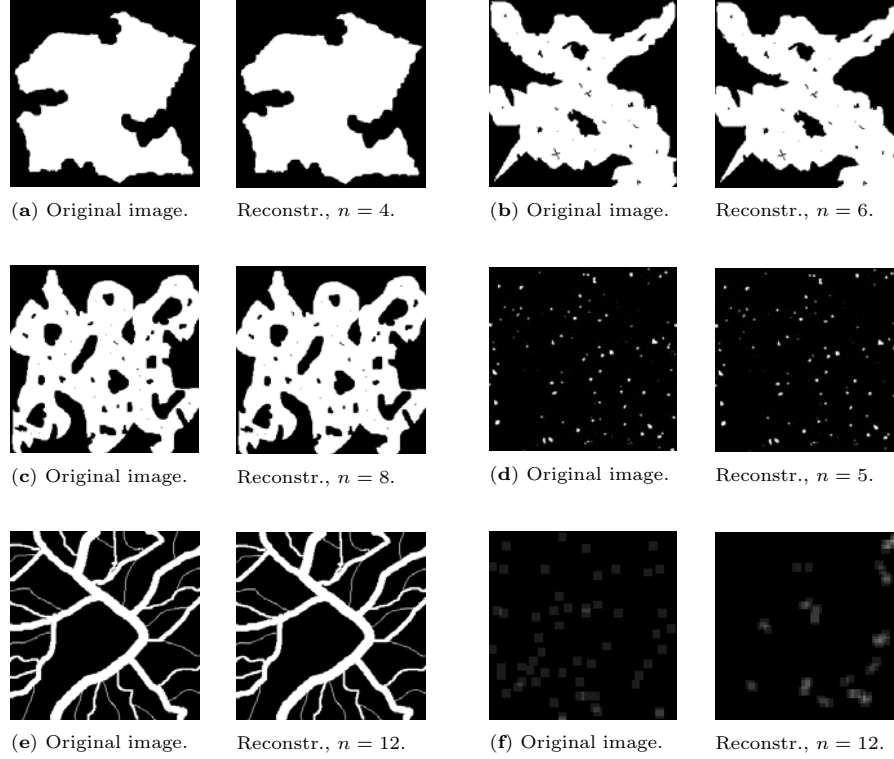 (a) Original image. Reconstr., n = 4. (b) Original image. Reconstr., n = 6.
(c) Original image. Reconstr., n = 8. (d) Original image. Reconstr., n = 5.
(e) Original image. Reconstr., n = 12. (f) Original image. Reconstr., n = 12.